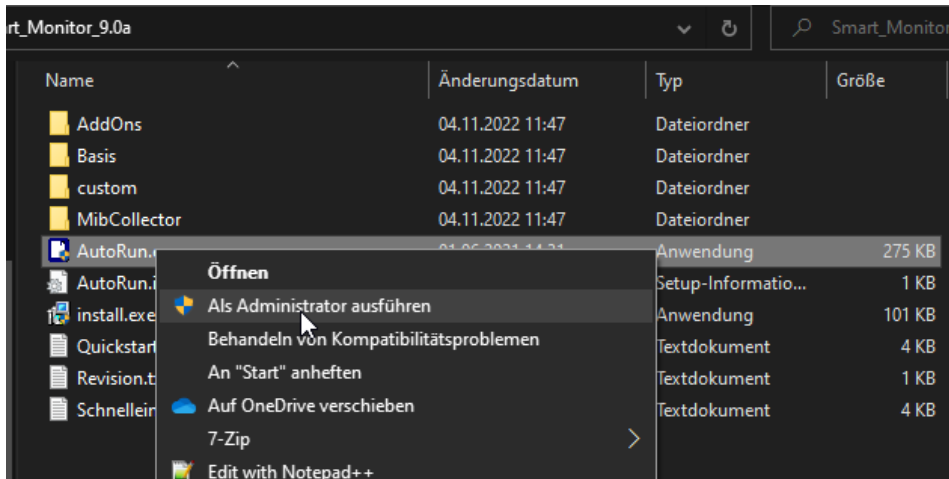 rt_Monitor_9.0a
Smart_Monito
Name Änderungsdatum Typ Größe
AddOns 04.11.2022 11:47 Dateiordner
Basis 04.11.2022 11:47 Dateiordner
custom 04.11.2022 11:47 Dateiordner
MibCollector 04.11.2022 11:47 Dateiordner
AutoRun. Anwendung 275 KB
AutoRun.i Setup-Informatio... 1 KB
install.exe Anwendung 101 KB
Quickstart Textdokument 4 KB
Revision.t Textdokument 1 KB
Schnellein Textdokument 4 KB
Öffnen
Als Administrator ausführen
Behandeln von Kompatibilitätsproblemen
An "Start" anheften
Auf OneDrive verschieben
7-Zip
Edit with Notepad++